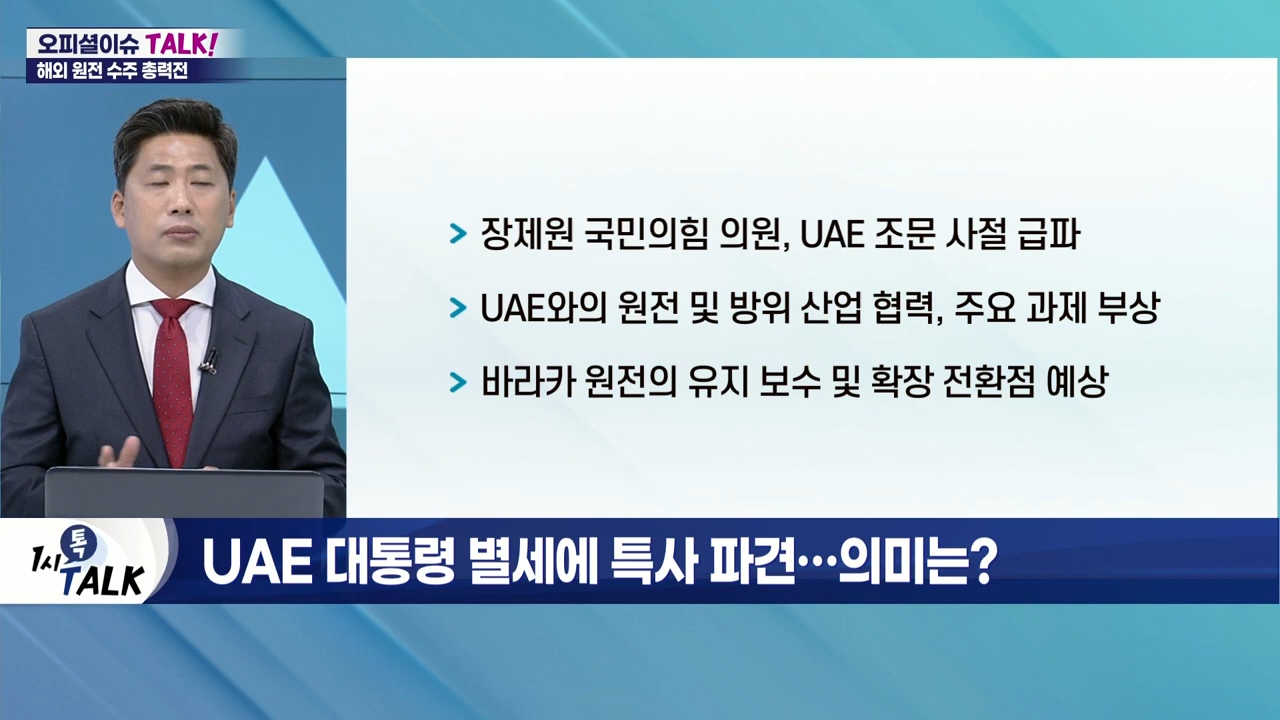 오피셜이슈 TALK!
해외 원전 수주 총력전
> 장제원 국민의힘 의원, UAE 조문 사절 급파
> UAE와의 원전 및 방위 산업 협력, 주요 과제 부상
> 바라카 원전의 유지 보수 및 확장 전환점 예상
1시 톡 TALK
UAE 대통령 별세에 특사 파견…의미는?